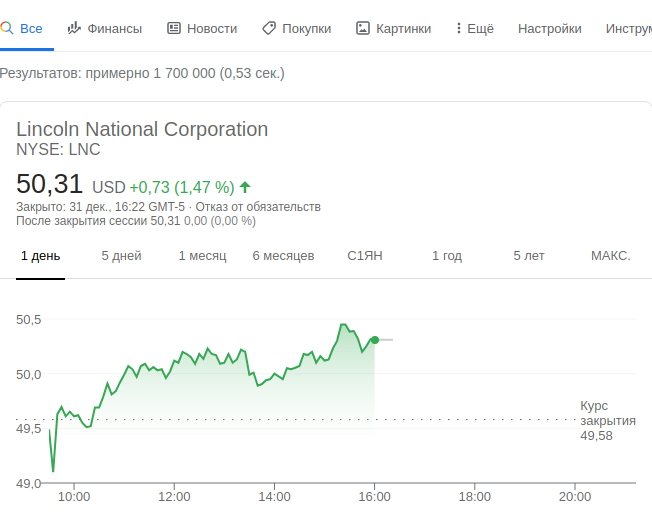 Все Финансы Новости Покупки Картинки Ещё Настройки Инструм
Результатов: примерно 1 700 000 (0,53 сек.)
Lincoln National Corporation
NYSE: LNC
50,31 USD +0,73 (1,47 %)
Закрыто: 31 дек., 16:22 GMT-5 · Отказ от обязательств
После закрытия сессии 50,31 0,00 (0,00 %)
1 день 5 дней 1 месяц 6 месяцев С1ЯН 1 год 5 лет МАКС.
50,5
50,0
Курс
закрытия
49,5
49,58
49,0
10:00 12:00 14:00 16:00 18:00 20:00